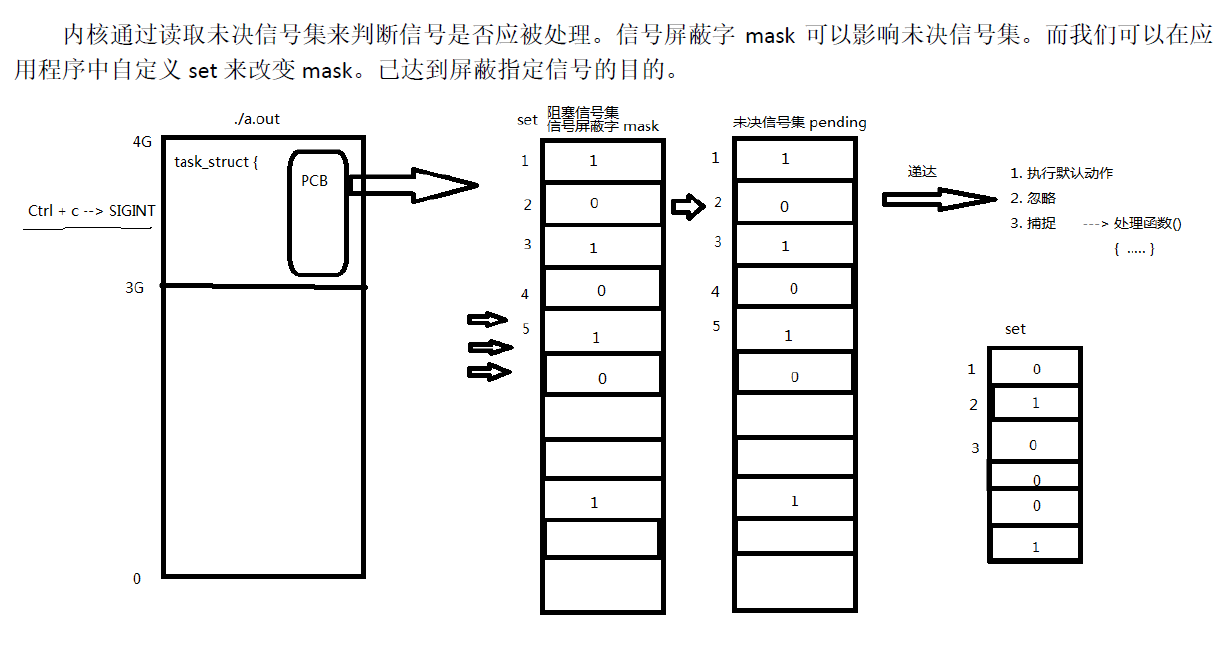 内核通过读取未决信号集来判断信号是否应被处理。信号屏蔽字 mask 可以影响未决信号集。而我们可以在应
用程序中自定义 set 来改变 mask。已达到屏蔽指定信号的目的。
./a.out
4G
task_struct {
PCB
Ctrl + c --> SIGINT
3G
0
set
阻塞信号集
信号屏蔽字 mask
1 1
2 0
3 1
4 0
5 1
0
1
未决信号集 pending
1 1
2 0
3 1
4 0
5 1
0
1
递达
1. 执行默认动作
2. 忽略
3. 捕捉 ---> 处理函数()
{ ..... }
set
1 0
2 1
3 0
0
0
1